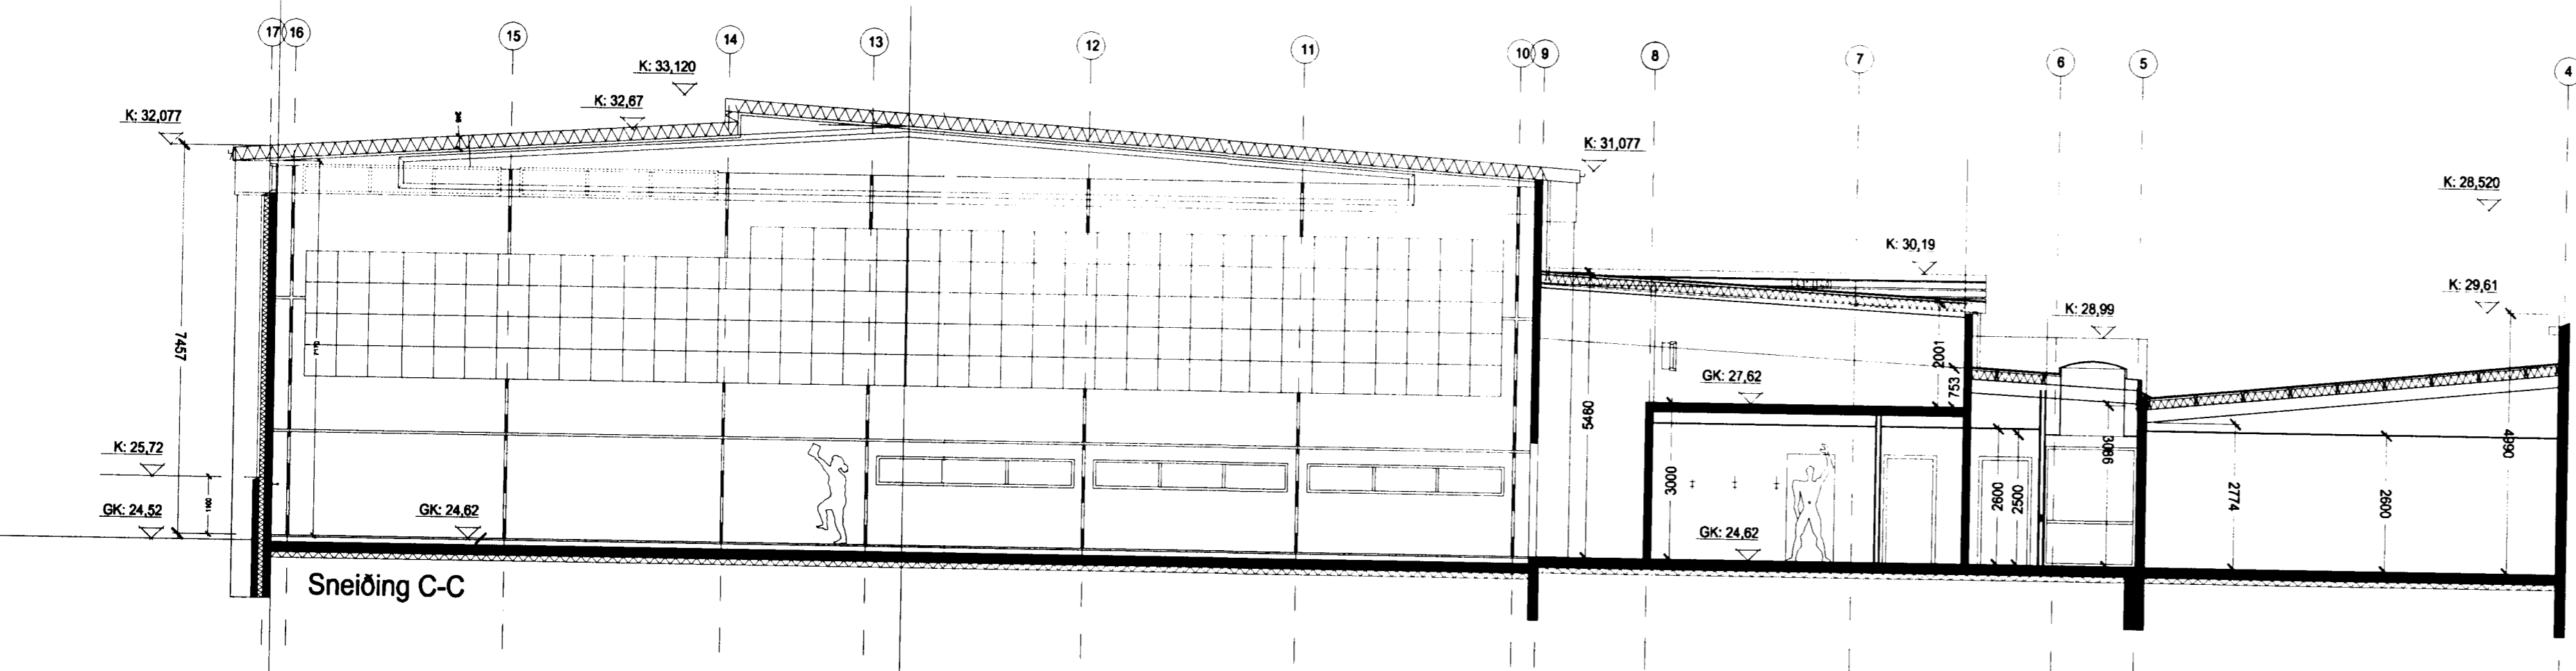 17 16 15 14 13 12 11 10 9 8 7 6 5 4
K: 33,120
K: 32,67
K: 32,077
K: 31,077
K: 28,520
K: 30,19
K: 29,61
K: 28,99
7457
2001
GK: 27,62
753
5460
K: 25,72
3000
3086
4990
2600
2500
2774
2600
1100
GK: 24,52
GK: 24,62
GK: 24,62
Sneiðing C-C